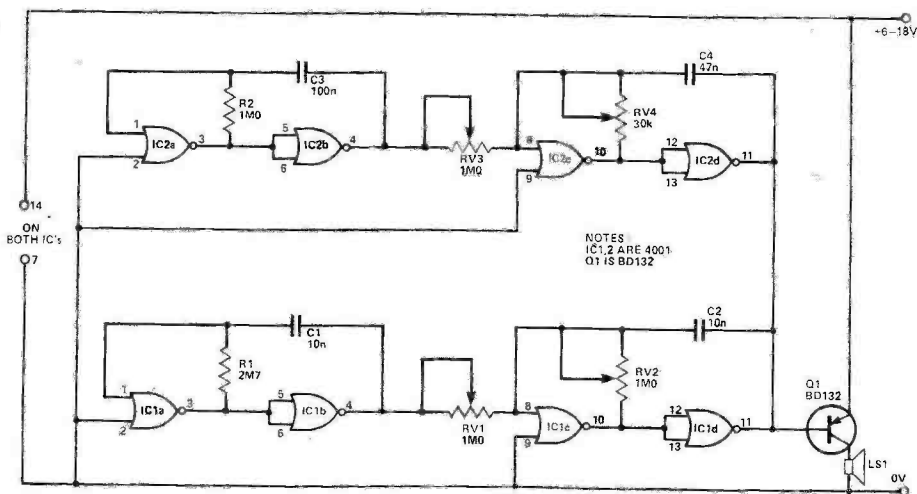 +6–18V
C3
100n
C4
47n
R2
1M0
RV4
30k
1
2
IC2a
3
5
6
IC2b
4
RV3
1M0
8
9
IC2c
10
12
13
IC2d
11
14
ON
BOTH IC's
7
NOTES
IC1,2 ARE 4001
Q1 IS BD132
C1
10n
C2
10n
R1
2M7
RV2
1M0
1
2
IC1a
3
5
6
IC1b
4
RV1
1M0
8
9
IC1c
10
12
13
IC1d
11
Q1
BD132
LS1
0V